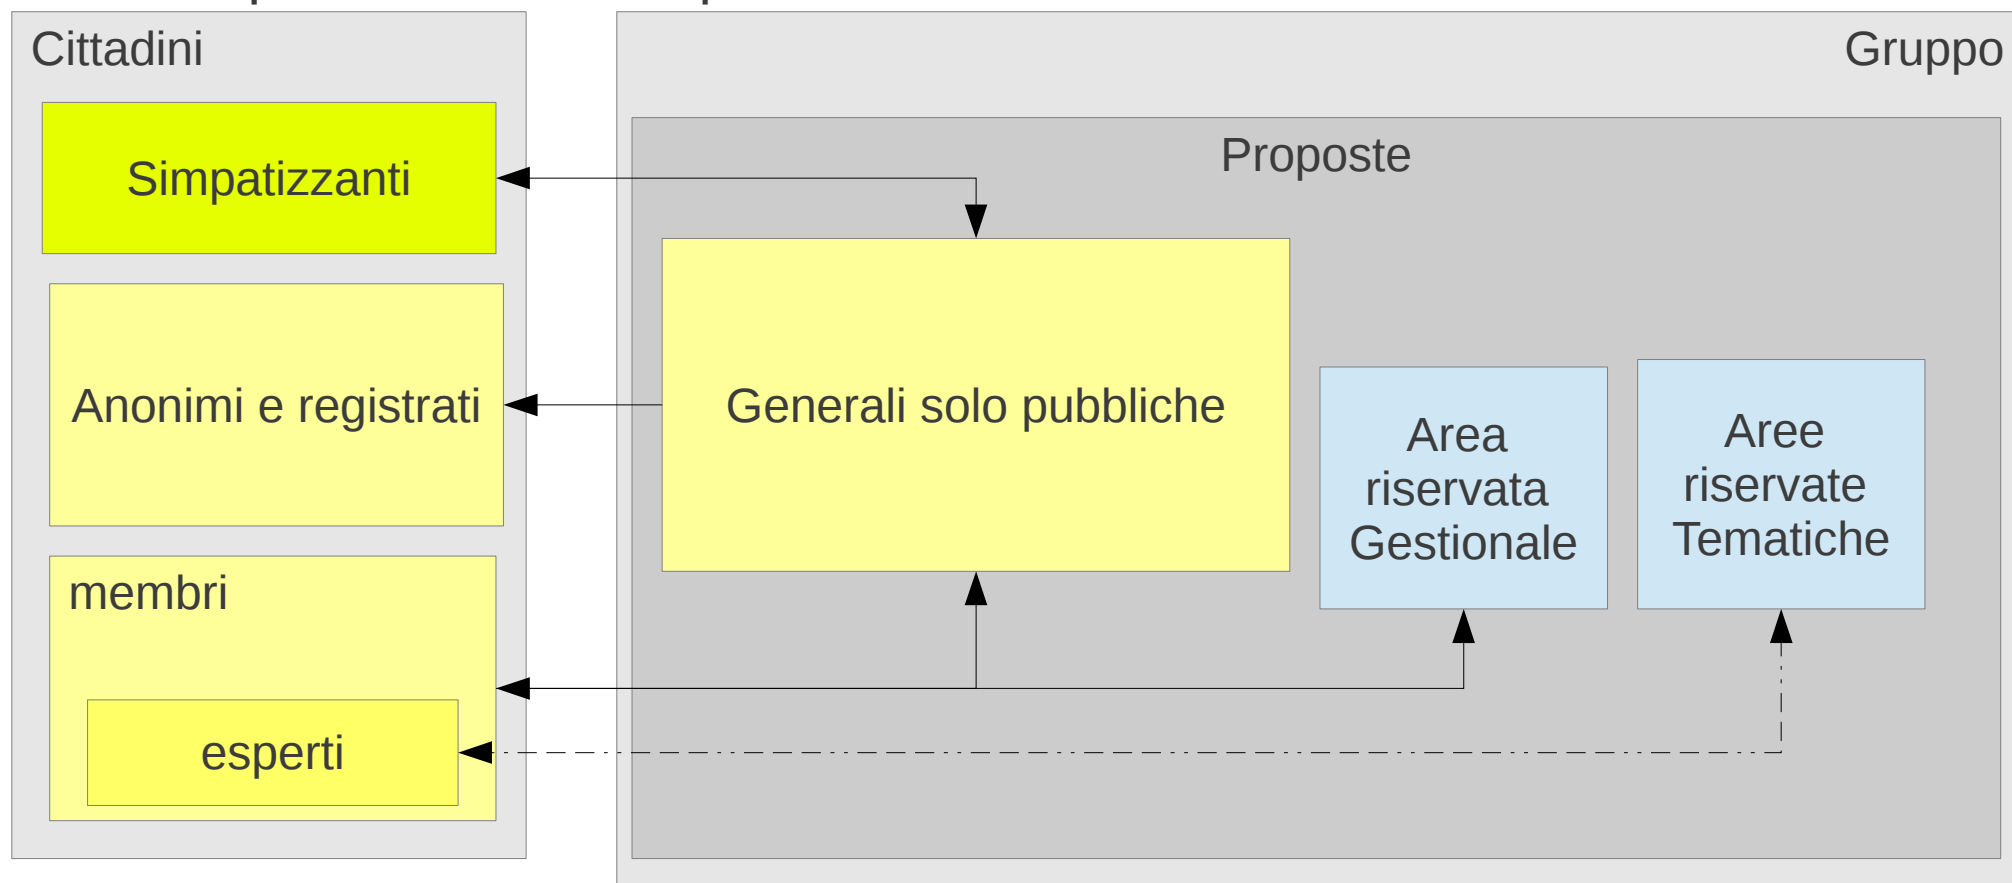 Cittadini
Simpatizzanti
Anonimi e registrati
membri
esperti
Gruppo
Proposte
Generali solo pubbliche
Area
riservata
Gestionale
Aree
riservate
Tematiche